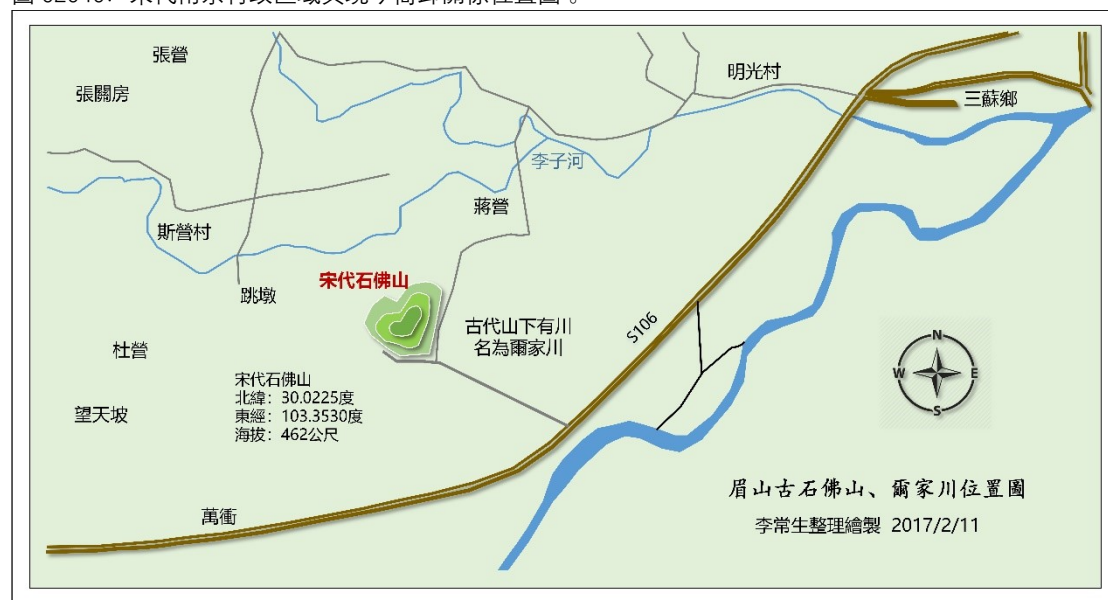 張營
明光村
張關房
三蘇鄉
李子河
蔣營
斯營村
宋代石佛山
跳墩
古代山下有川
名為爾家川
S106
杜營
宋代石佛山
北緯：30.0225度
東經：103.3530度
海拔：462公尺
望天坡
N
W
E
S
眉山古石佛山、爾家川位置圖
萬衝
李常生整理繪製 2017/2/11